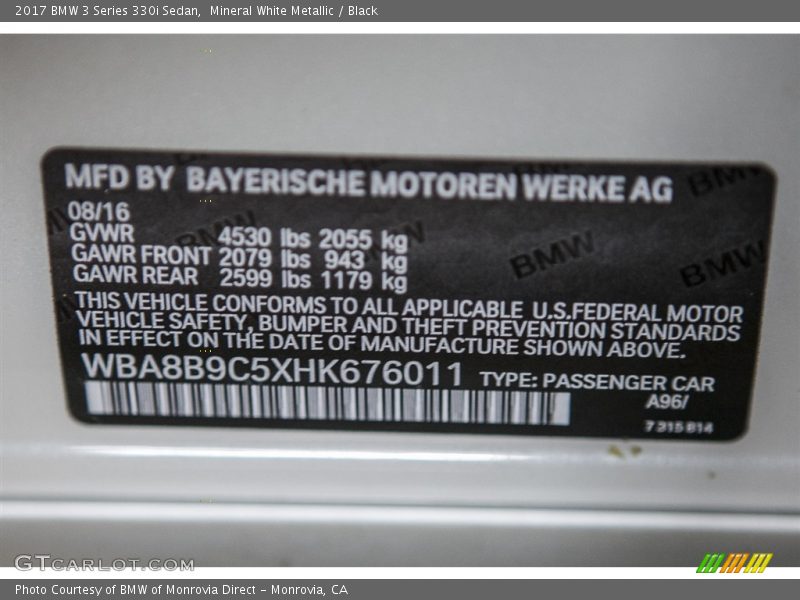 2017 BMW 3 Series 330i Sedan, Mineral White Metallic / Black
MFD BY BAYERISCHE MOTOREN WERKE AG
08/16
GVWR 4530 lbs 2055 kg
GAWR FRONT 2079 lbs 943 kg
GAWR REAR 2599 lbs 1179 kg
THIS VEHICLE CONFORMS TO ALL APPLICABLE U.S.FEDERAL MOTOR
VEHICLE SAFETY, BUMPER AND THEFT PREVENTION STANDARDS
IN EFFECT ON THE DATE OF MANUFACTURE SHOWN ABOVE.
WBA8B9C5XHK676011 TYPE: PASSENGER CAR
A96/
7 315 814
BMW
BMW
BMW
BMW
GTCARLOT.COM
Photo Courtesy of BMW of Monrovia Direct – Monrovia, CA